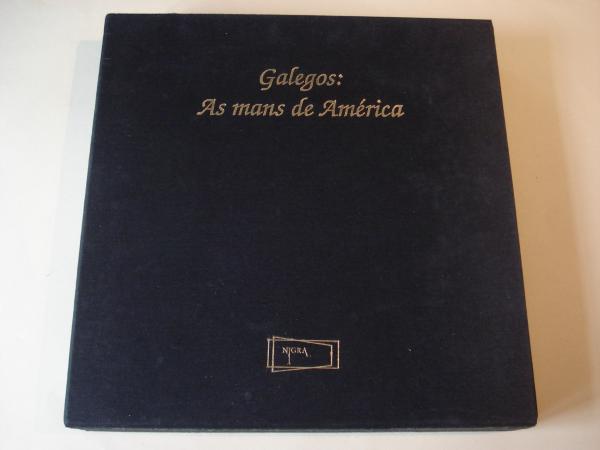 Galegos:
As mans de América
NIGRA